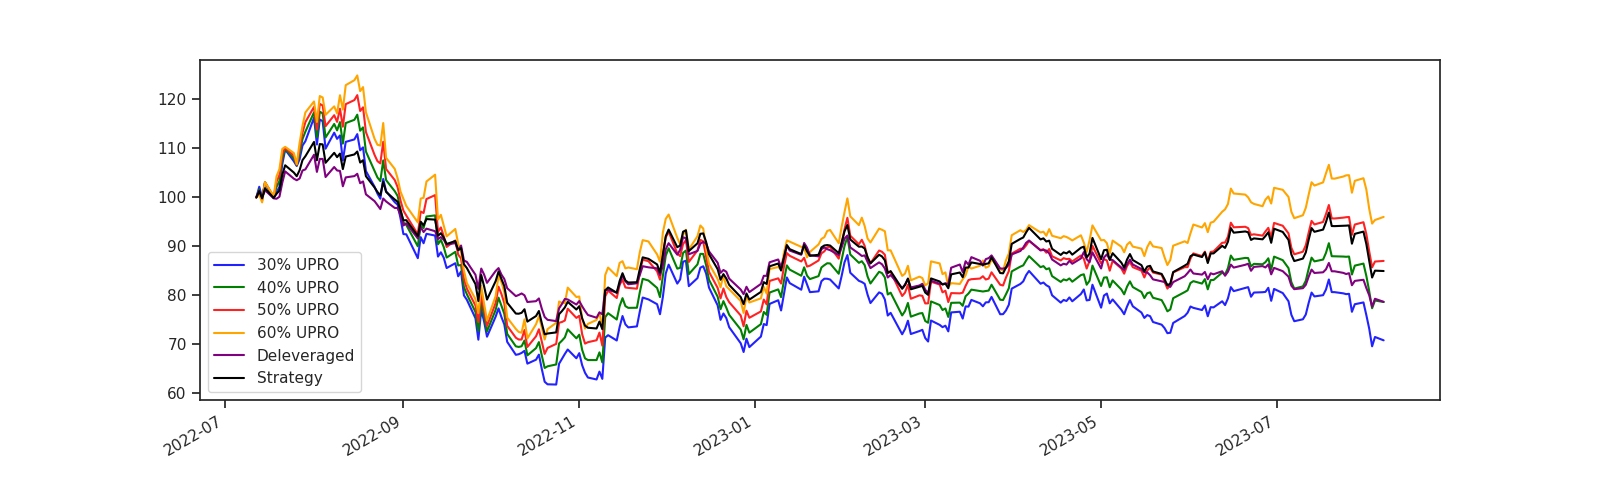 120
110
100
90
80
70
60
30% UPRO
40% UPRO
50% UPRO
60% UPRO
Deleveraged
Strategy
2022-07
2022-09
2022-11
2023-01
2023-03
2023-05
2023-07